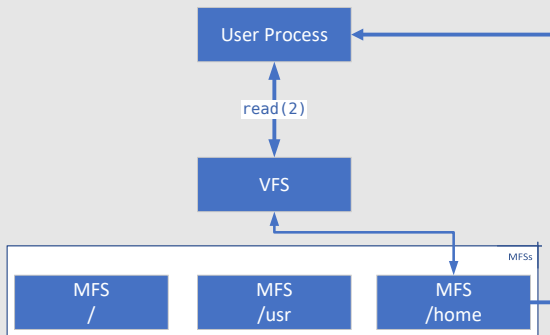 User Process
read(2)
VFS
MFSs
MFS
/
MFS
/usr
MFS
/home